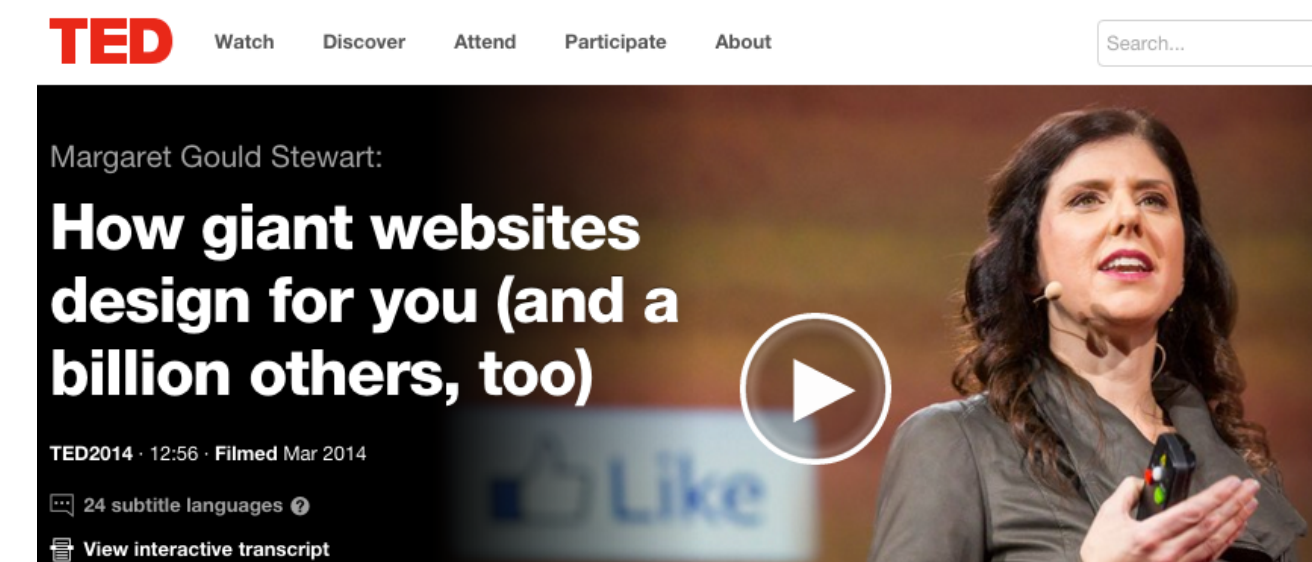 TED Watch Discover Attend Participate About Search...
Margaret Gould Stewart:
How giant websites
design for you (and a
billion others, too)
TED2014 · 12:56 · Filmed Mar 2014
24 subtitle languages ?
View interactive transcript
Like